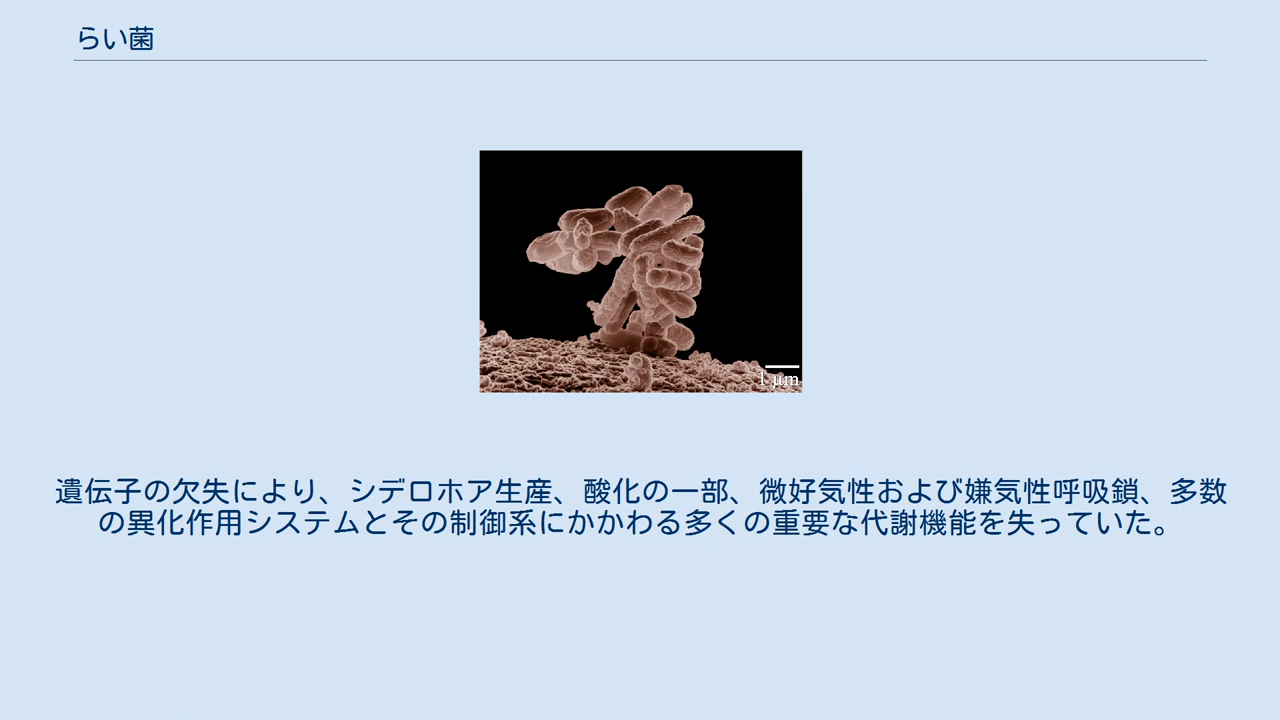 らい菌
1 μm
遺伝子の欠失により、シデロホア生産、酸化の一部、微好気性および嫌気性呼吸鎖、多数
の異化作用システムとその制御系にかかわる多くの重要な代謝機能を失っていた。